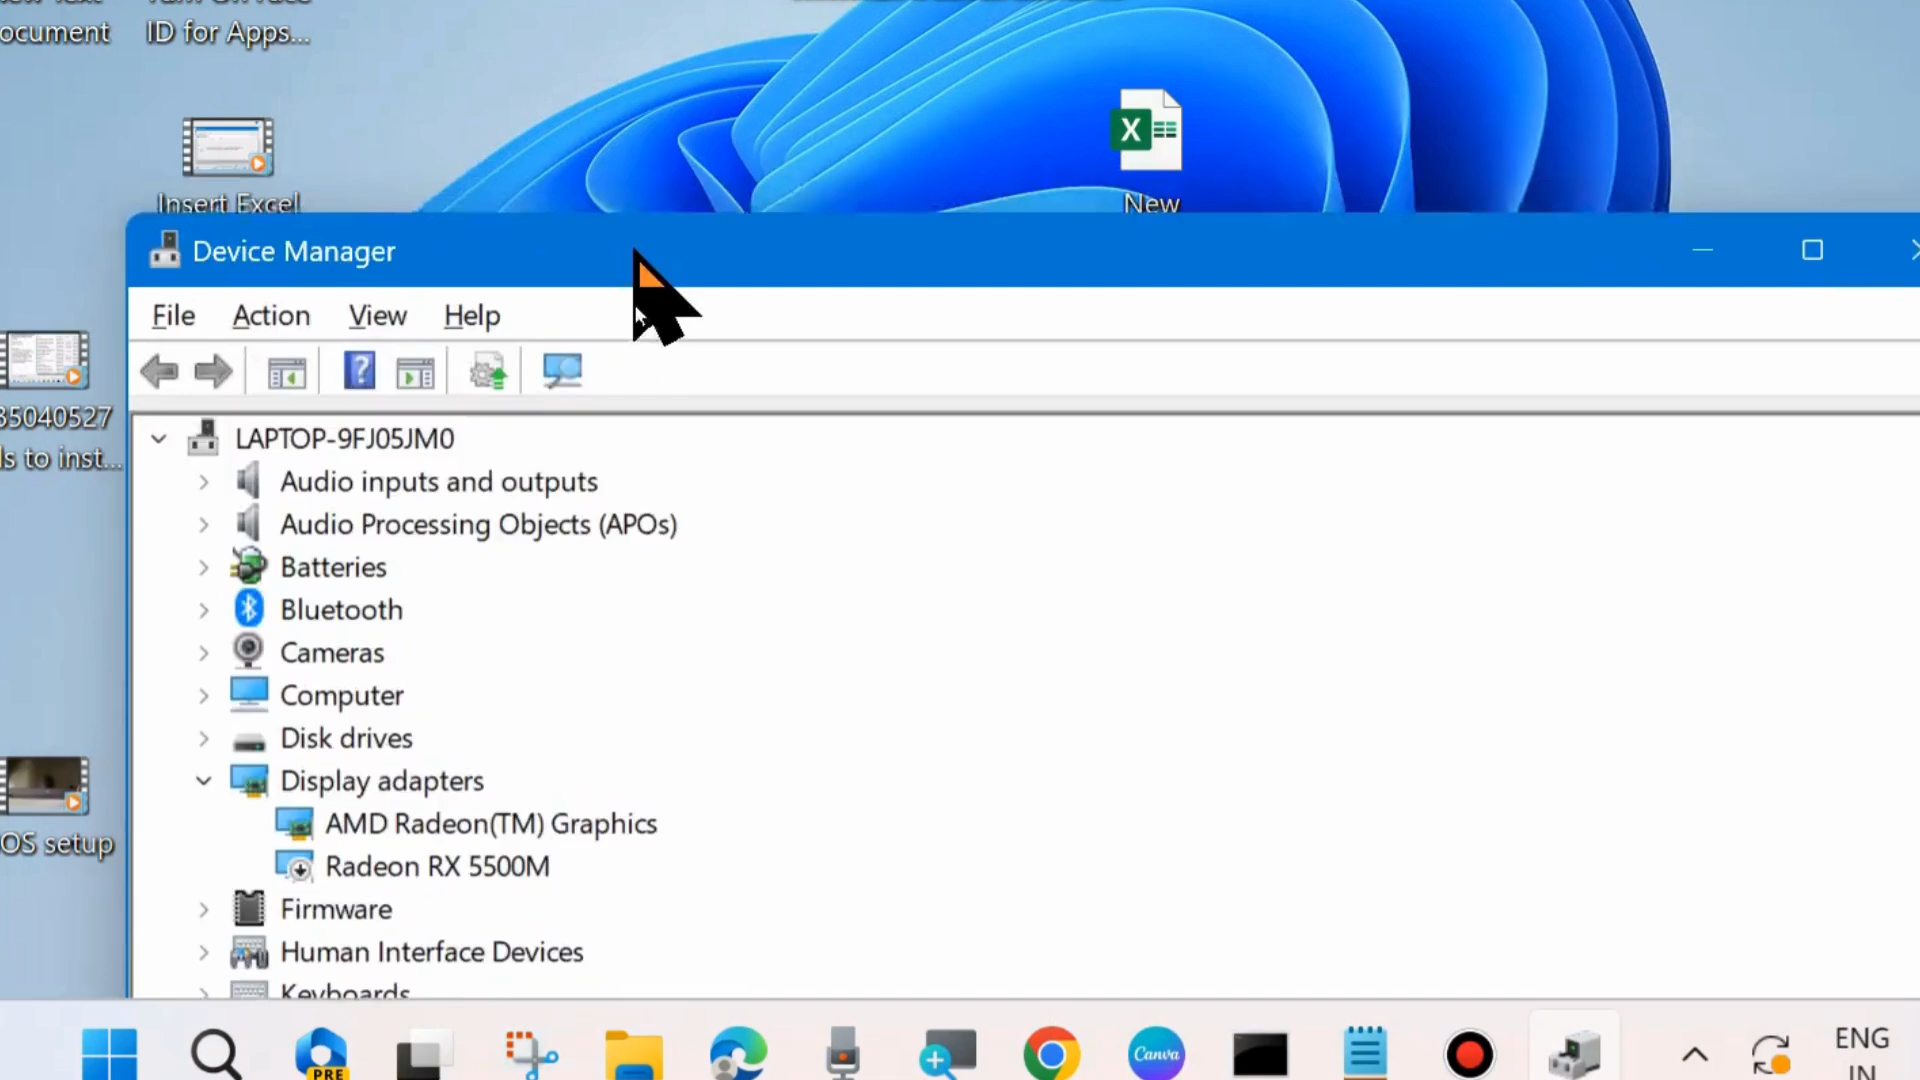 ocument
ID for Apps...
Insert Excel
New
Device Manager
File Action View Help
LAPTOP-9FJ05JM0
Audio inputs and outputs
Audio Processing Objects (APOs)
Batteries
Bluetooth
Cameras
Computer
Disk drives
Display adapters
AMD Radeon(TM) Graphics
Radeon RX 5500M
Firmware
Human Interface Devices
Keyboards
35040527
ls to inst...
OS setup
PRE
Canva
ENG
IN